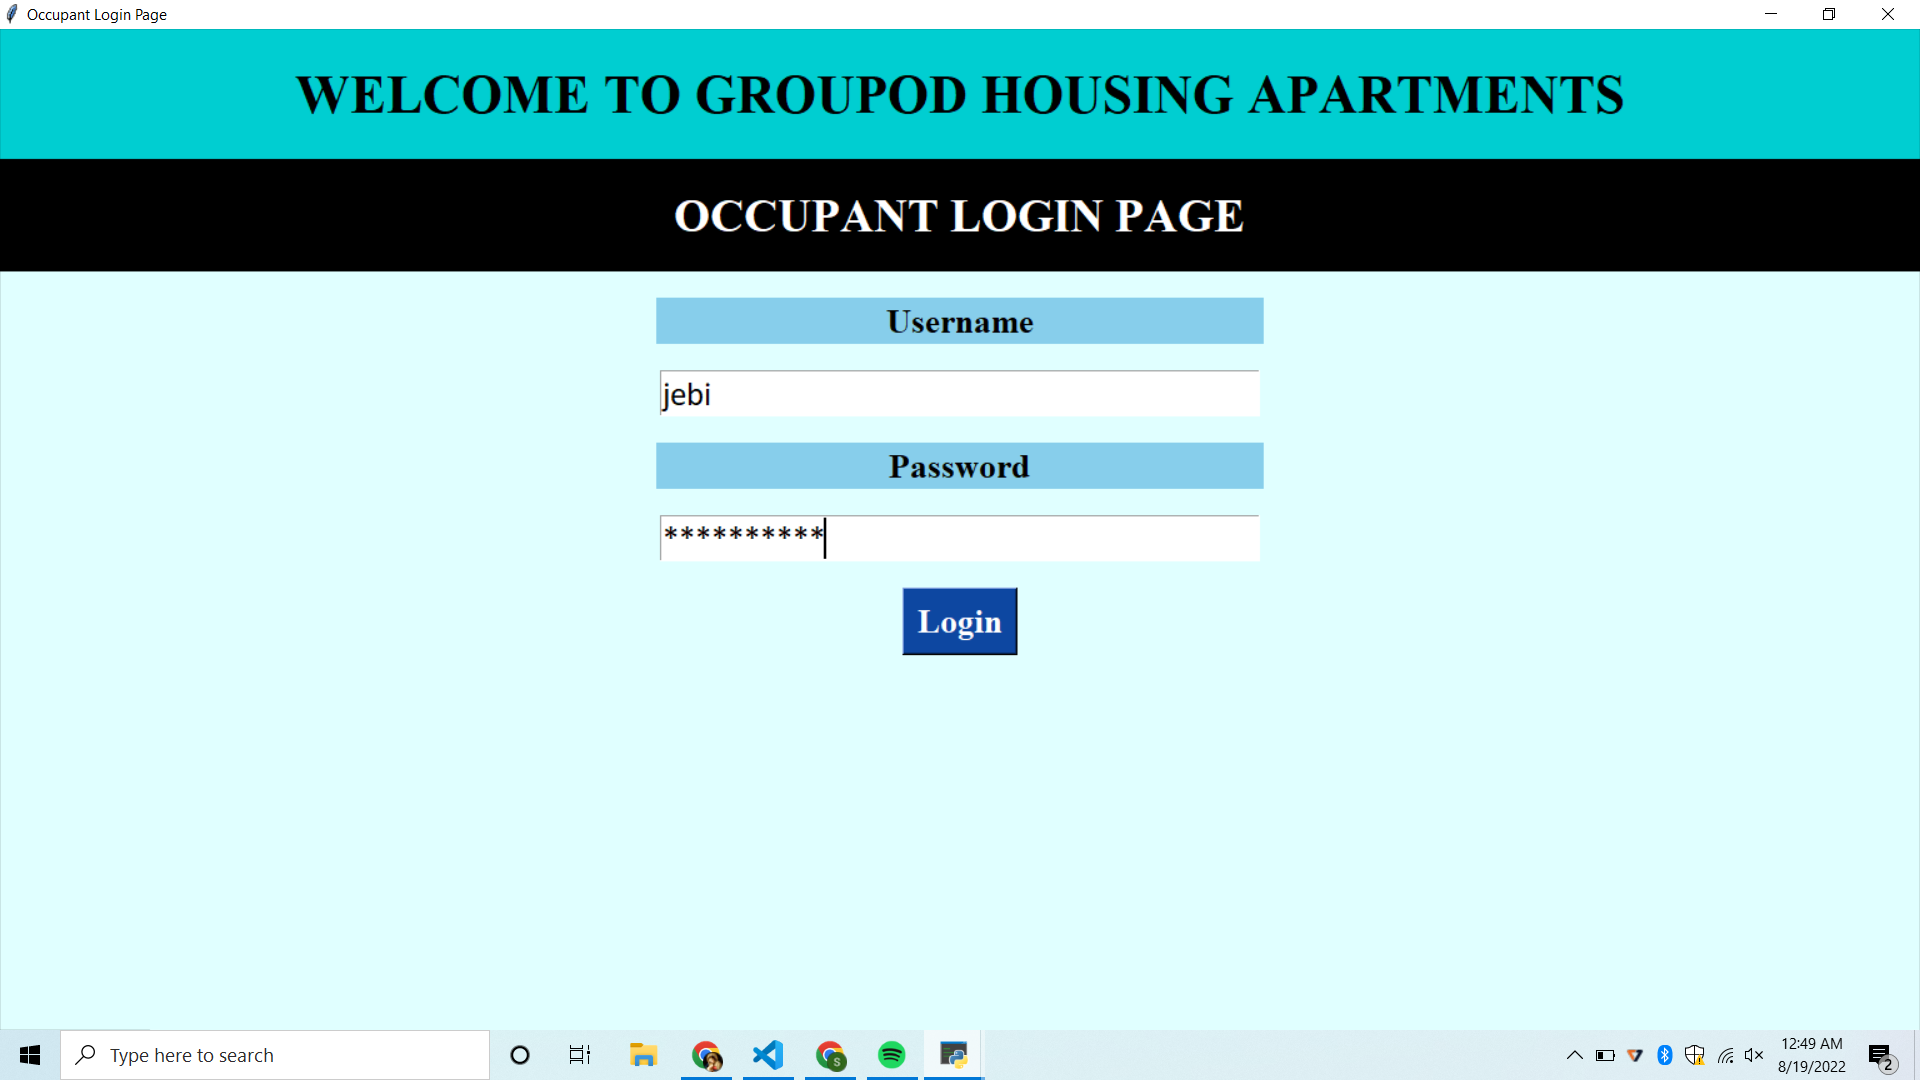 Occupant Login Page
WELCOME TO GROUPOD HOUSING APARTMENTS
OCCUPANT LOGIN PAGE
Username
jebi
Password
**********
Login
Type here to search
S
12:49 AM
8/19/2022
2